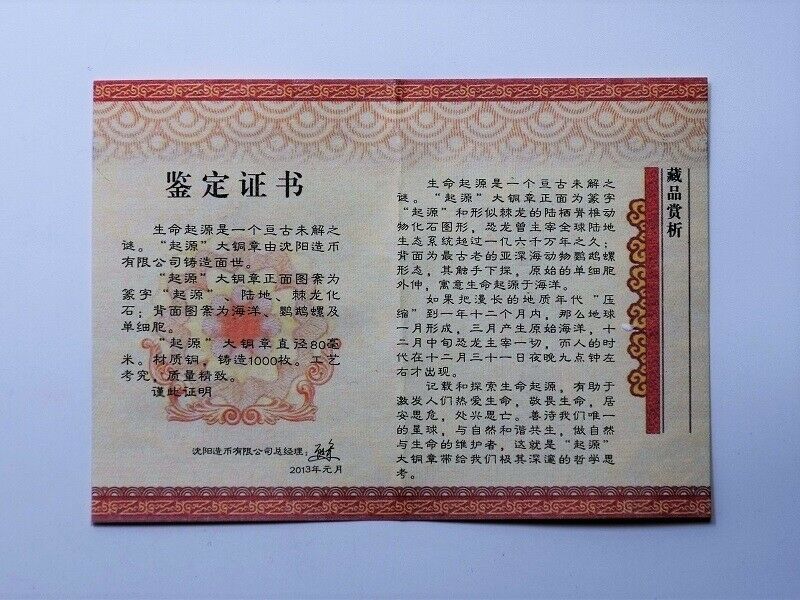 鉴定证书
生命起源是一个亘古未解之
谜。“起源”大铜章由沈阳造币
有限公司铸造面世。
“起源”大铜章正面图案为
篆字“起源”、陆地、棘龙化
石；背面图案为海洋、鹦鹉螺及
单细胞。
“起源”大铜章直径80毫
米。材质铜，铸造1000枚。工艺
考究，质量精致。
谨此证明
沈阳造币有限公司总经理：
2013年元月
藏品赏析
生命起源是一个亘古未解之
谜。“起源”大铜章正面为篆字
“起源”和形似棘龙的陆栖脊椎动
物化石图形，恐龙曾主宰全球陆地
生态系统超过一亿六千万年之久；
背面为最古老的亚深海动物鹦鹉螺
形态，其触手下探，原始的单细胞
外伸，寓意生命起源于海洋。
如果把漫长的地质年代“压
缩”到一年十二个月内，那么地球
一月形成，三月产生原始海洋，十
二月中旬恐龙主宰一切，而人的时
代在十二月三十一日夜晚九点钟左
右才出现。
记载和探索生命起源，有助于
激发人们热爱生命，敬畏生命，居
安思危，处兴思亡。善待我们唯一
的星球，与自然和谐共生，做自然
与生命的维护者，这就是“起源”
大铜章带给我们极其深邃的哲学思
考。